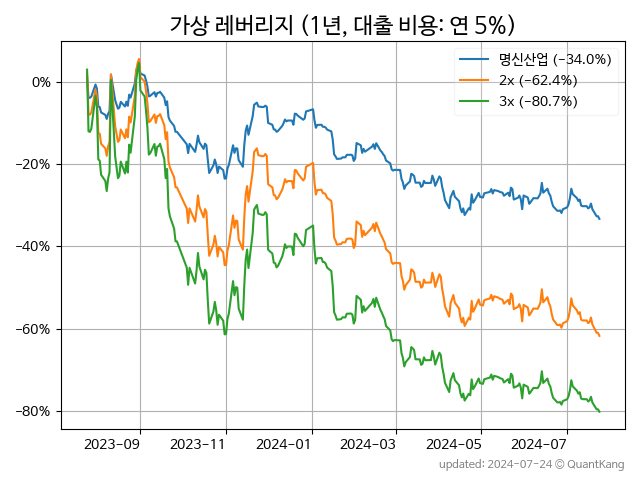 가상 레버리지 (1년, 대출 비용: 연 5%)
명신산업 (−34.0%)
2x (−62.4%)
3x (−80.7%)
0%
−20%
−40%
−60%
−80%
2023-09 2023-11 2024-01 2024-03 2024-05 2024-07
updated: 2024-07-24 © QuantKang